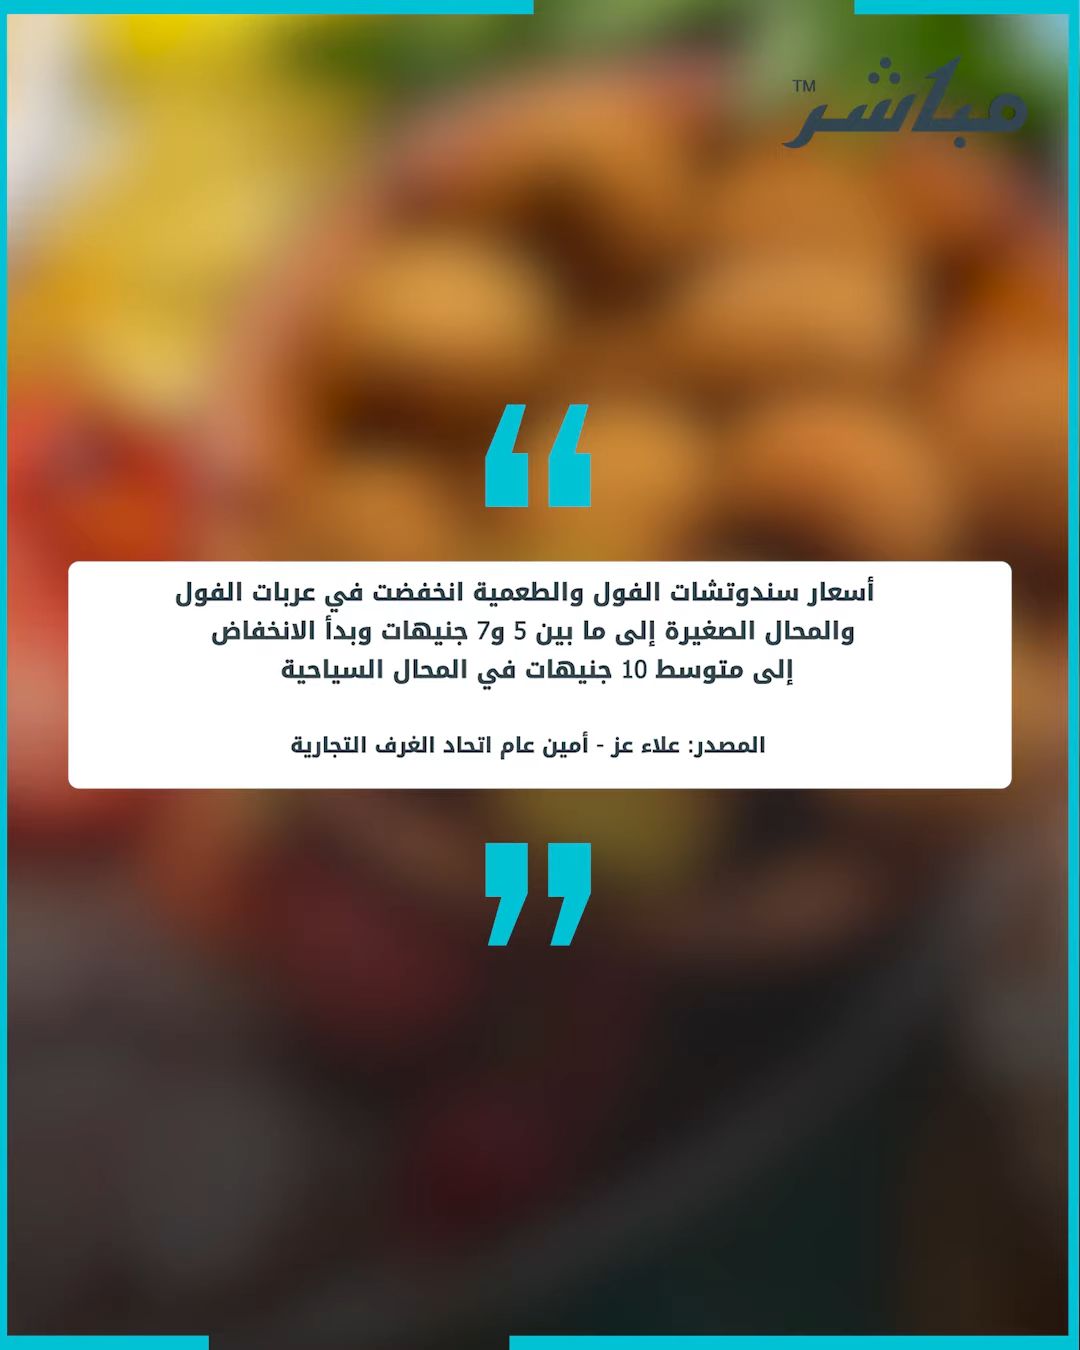 مباشر TM
أسعار سندوتشات الفول والطعمية انخفضت في عربات الفول
والمحال الصغيرة إلى ما بين 5 و7 جنيهات وبدأ الانخفاض
إلى متوسط 10 جنيهات في المحال السياحية
المصدر: علاء عز - أمين عام اتحاد الغرف التجارية